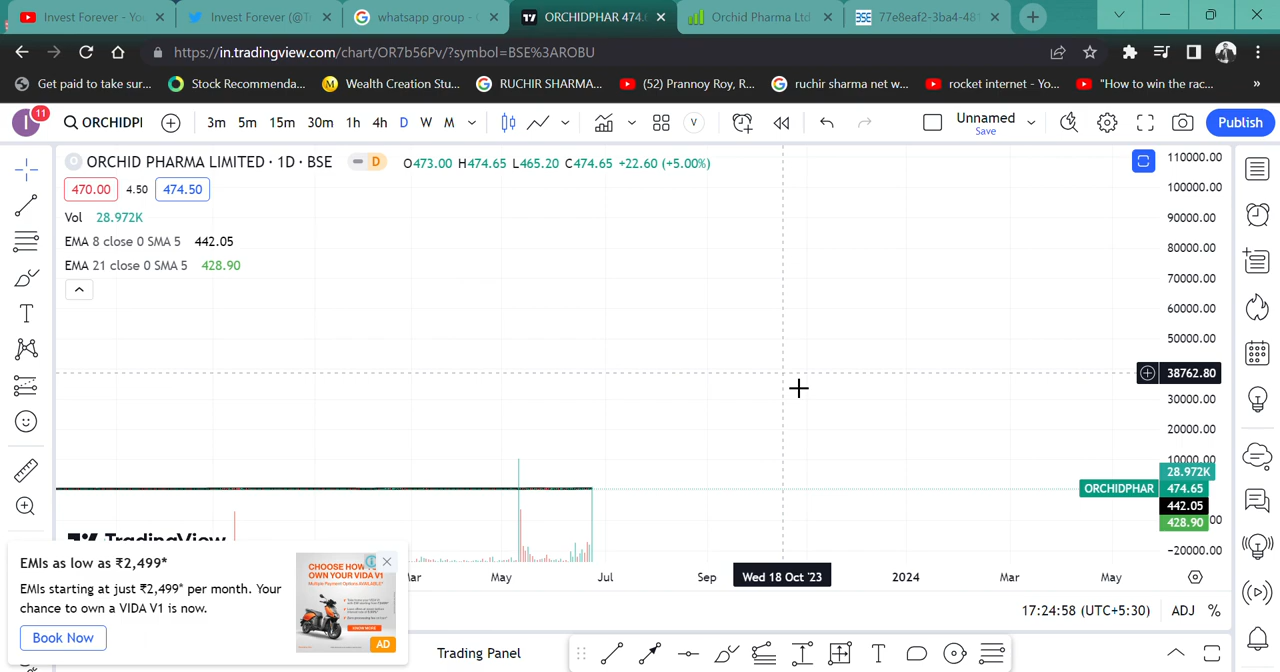 Invest Forever - Yo
Invest Forever (@T
whatsapp group - G
ORCHIDPHAR 474.
Orchid Pharma Ltd
77e8eaf2-3ba4-48
https://in.tradingview.com/chart/OR7b56Pv/?symbol=BSE%3AROBU
Get paid to take sur...
Stock Recommenda...
Wealth Creation Stu...
RUCHIR SHARMA...
(52) Prannoy Roy, R...
ruchir sharma net w...
rocket internet - Yo...
"How to win the rac...
»
I
11
ORCHIDPI
3m 5m 15m 30m 1h 4h D W M
V
Unnamed
Save
Publish
O ORCHID PHARMA LIMITED · 1D · BSE
D
O473.00 H474.65 L465.20 C474.65 +22.60 (+5.00%)
470.00 4.50 474.50
Vol 28.972K
EMA 8 close 0 SMA 5 442.05
EMA 21 close 0 SMA 5 428.90
110000.00
100000.00
90000.00
80000.00
70000.00
60000.00
50000.00
38762.80
30000.00
20000.00
10000.00
28.972K
ORCHIDPHAR 474.65
442.05
428.90
−20000.00
TradingView
Mar May Jul Sep Wed 18 Oct '23 2024 Mar May
17:24:58 (UTC+5:30) ADJ %
EMIs as low as ₹2,499*
EMIs starting at just ₹2,499* per month. Your
chance to own a VIDA V1 is now.
Book Now
CHOOSE HOW
OWN YOUR VIDA V1
AD
Trading Panel